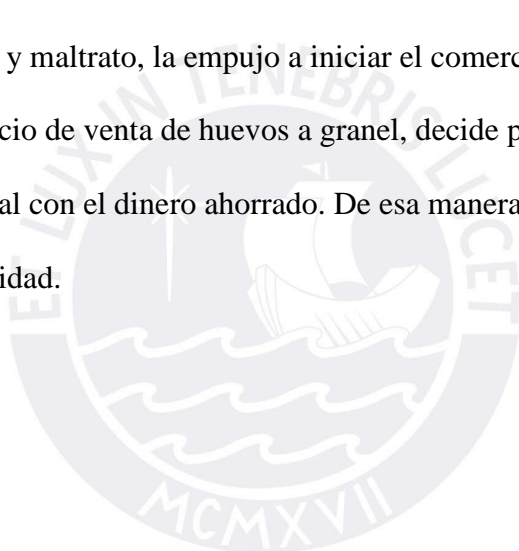 y maltrato, la empujo a iniciar el comerc
cio de venta de huevos a granel, decide p
al con el dinero ahorrado. De esa manera
idad.
ET LUX IN TENEBRIS LUCET
MCMXVII